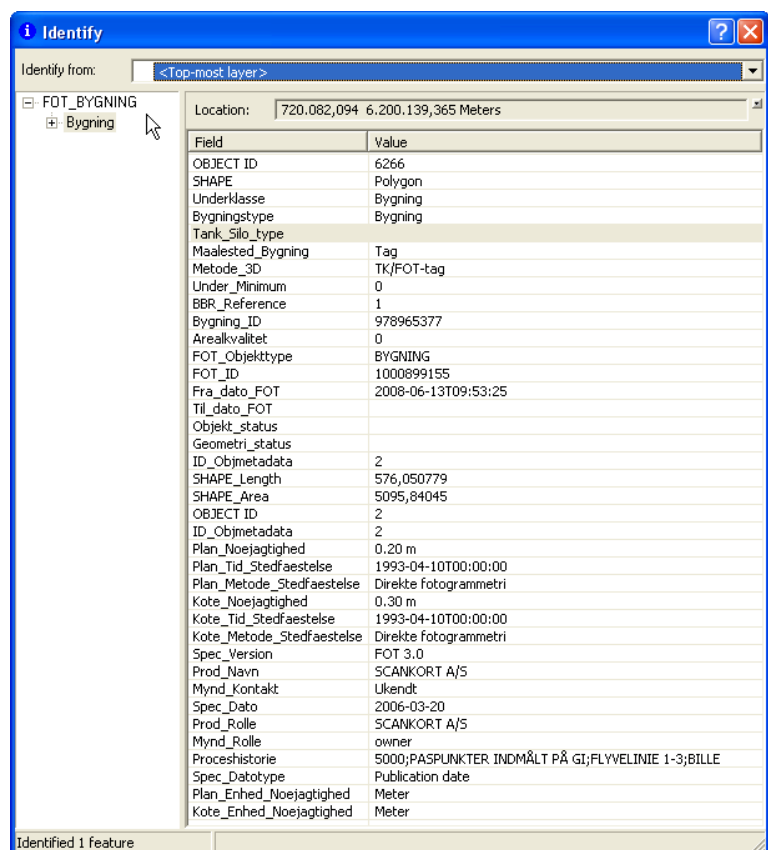 Identify
Identify from: <Top-most layer>
FOT_BYGNING
Bygning
Location: 720.082,094 6.200.139,365 Meters
Field Value
OBJECT ID 6266
SHAPE Polygon
Underklasse Bygning
Bygningstype Bygning
Tank_Silo_type
Maalested_Bygning Tag
Metode_3D TK/FOT-tag
Under_Minimum 0
BBR_Reference 1
Bygning_ID 978965377
Arealkvalitet 0
FOT_Objekttype BYGNING
FOT_ID 1000899155
Fra_dato_FOT 2008-06-13T09:53:25
Til_dato_FOT
Objekt_status
Geometri_status
ID_Objmetadata 2
SHAPE_Length 576,050779
SHAPE_Area 5095,84045
OBJECT ID 2
ID_Objmetadata 2
Plan_Noejagtighed 0.20 m
Plan_Tid_Stedfaestelse 1993-04-10T00:00:00
Plan_Metode_Stedfaestelse Direkte fotogrammetri
Kote_Noejagtighed 0.30 m
Kote_Tid_Stedfaestelse 1993-04-10T00:00:00
Kote_Metode_Stedfaestelse Direkte fotogrammetri
Spec_Version FOT 3.0
Prod_Navn SCANKORT A/S
Mynd_Kontakt Ukendt
Spec_Dato 2006-03-20
Prod_Rolle SCANKORT A/S
Mynd_Rolle owner
Proceshistorie 5000;PASPUNKTER INDMÅLT PÅ GI;FLYVELINIE 1-3;BILLE
Spec_Datotype Publication date
Plan_Enhed_Noejagtighed Meter
Kote_Enhed_Noejagtighed Meter
Identified 1 feature